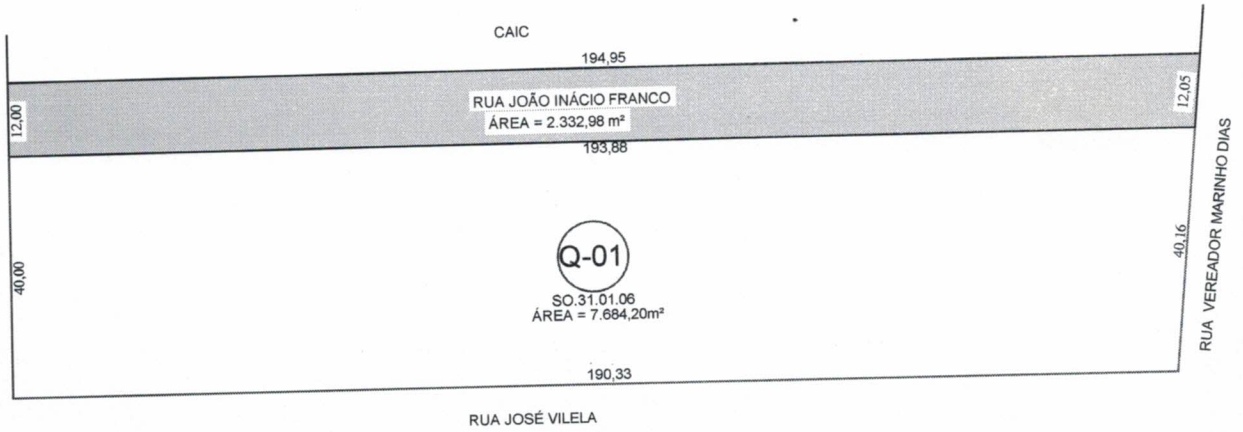 CAIC
194,95
RUA JOÃO INÁCIO FRANCO
ÁREA = 2.332,98 m²
12,00
12,05
193,88
RUA VEREADOR MARINHO DIAS
Q-01
SO.31.01.06
ÁREA = 7.684,20m²
40,00
40,16
190,33
RUA JOSÉ VILELA